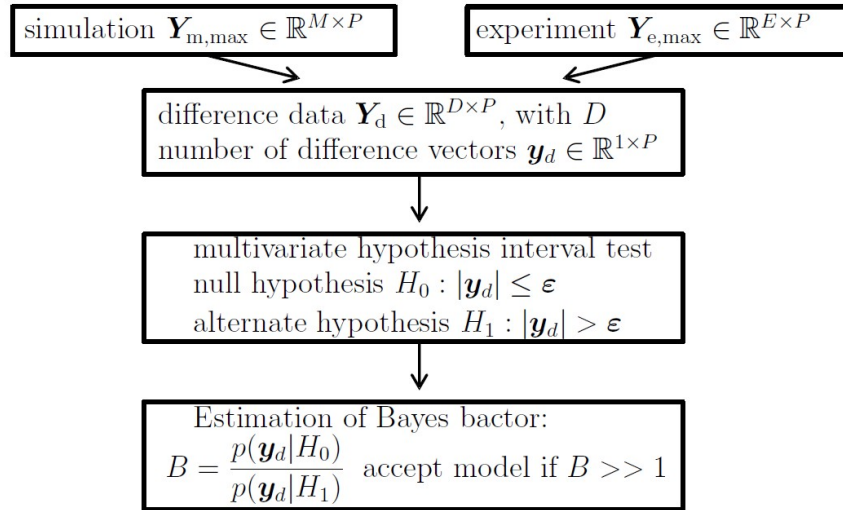 simulation Y_{m,max} ∈ ℝ^{M×P}
experiment Y_{e,max} ∈ ℝ^{E×P}
difference data Y_d ∈ ℝ^{D×P}, with D
number of difference vectors y_d ∈ ℝ^{1×P}
multivariate hypothesis interval test
null hypothesis H_0 : |y_d| ≤ ε
alternate hypothesis H_1 : |y_d| > ε
Estimation of Bayes bactor:
B = p(y_d|H_0) / p(y_d|H_1) accept model if B >> 1